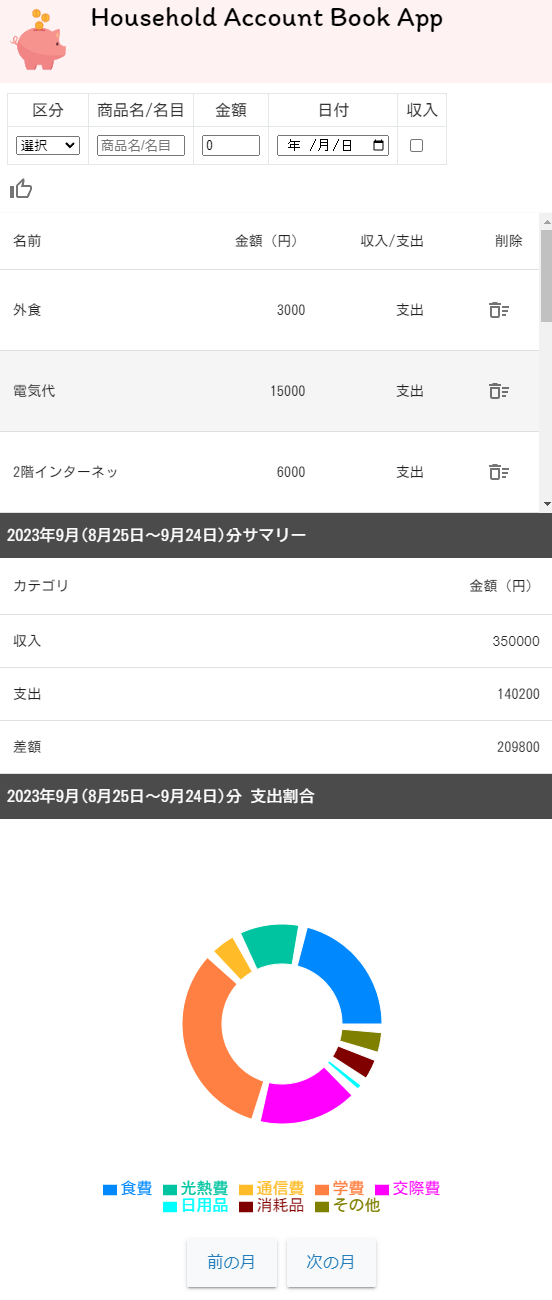 Household Account Book App
区分 商品名/名目 金額 日付 収入
選択 商品名/名目 0 年 /月/日
名前 金額（円） 収入/支出 削除
外食 3000 支出
電気代 15000 支出
2階インターネッ 6000 支出
2023年9月(8月25日～9月24日)分サマリー
カテゴリ 金額（円）
収入 350000
支出 140200
差額 209800
2023年9月(8月25日～9月24日)分 支出割合
食費 光熱費 通信費 学費 交際費
日用品 消耗品 その他
前の月 次の月